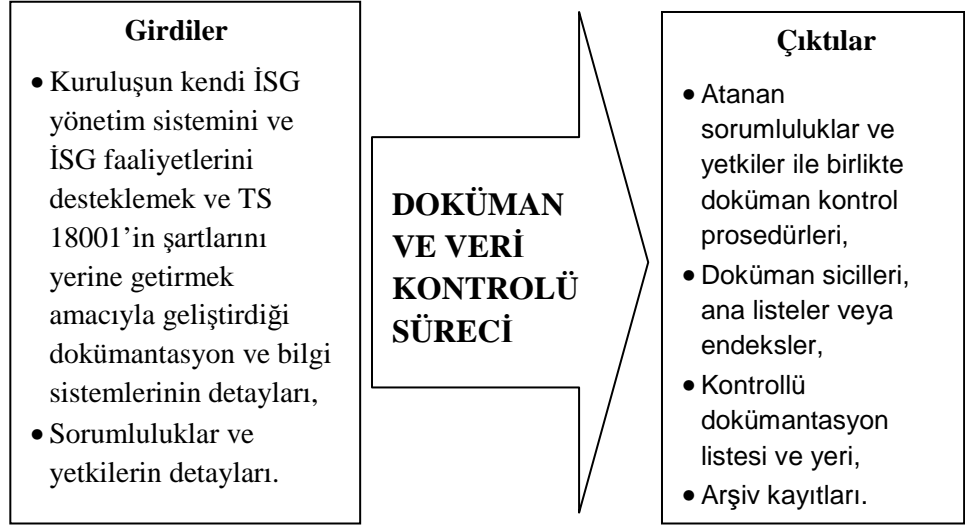 Girdiler
• Kuruluşun kendi İSG
yönetim sistemini ve
İSG faaliyetlerini
desteklemek ve TS
18001’in şartlarını
yerine getirmek
amacıyla geliştirdiği
dokümantasyon ve bilgi
sistemlerinin detayları,
• Sorumluluklar ve
yetkilerin detayları.
DOKÜMAN
VE VERİ
KONTROLÜ
SÜRECİ
Çıktılar
• Atanan
sorumluluklar ve
yetkiler ile birlikte
doküman kontrol
prosedürleri,
• Doküman sicilleri,
ana listeler veya
endeksler,
• Kontrollü
dokümantasyon
listesi ve yeri,
• Arşiv kayıtları.